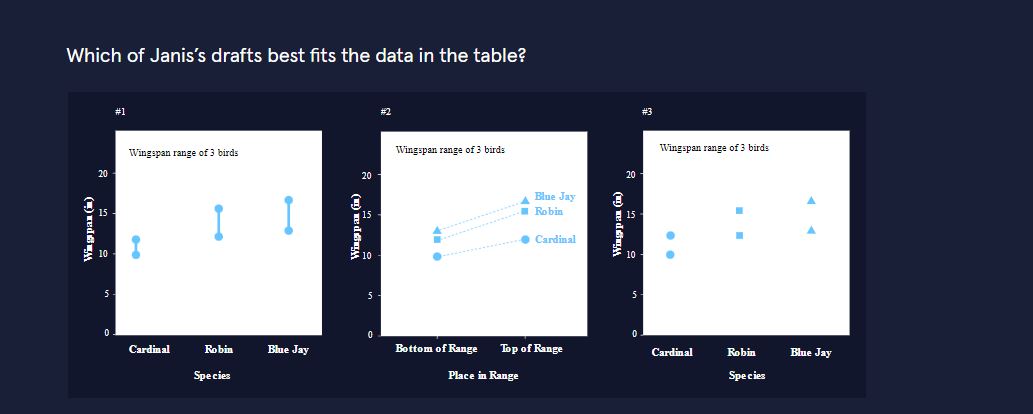 Which of Janis's drafts best fits the data in the table?
#1
Wingspan range of 3 birds
Wingspan (in)
20
15
10
5
0
Cardinal Robin Blue Jay
Species
#2
Wingspan range of 3 birds
Wingspan (in)
20
15
10
5
0
Blue Jay
Robin
Cardinal
Bottom of Range Top of Range
Place in Range
#3
Wingspan range of 3 birds
Wingspan (in)
20
15
10
5
0
Cardinal Robin Blue Jay
Species